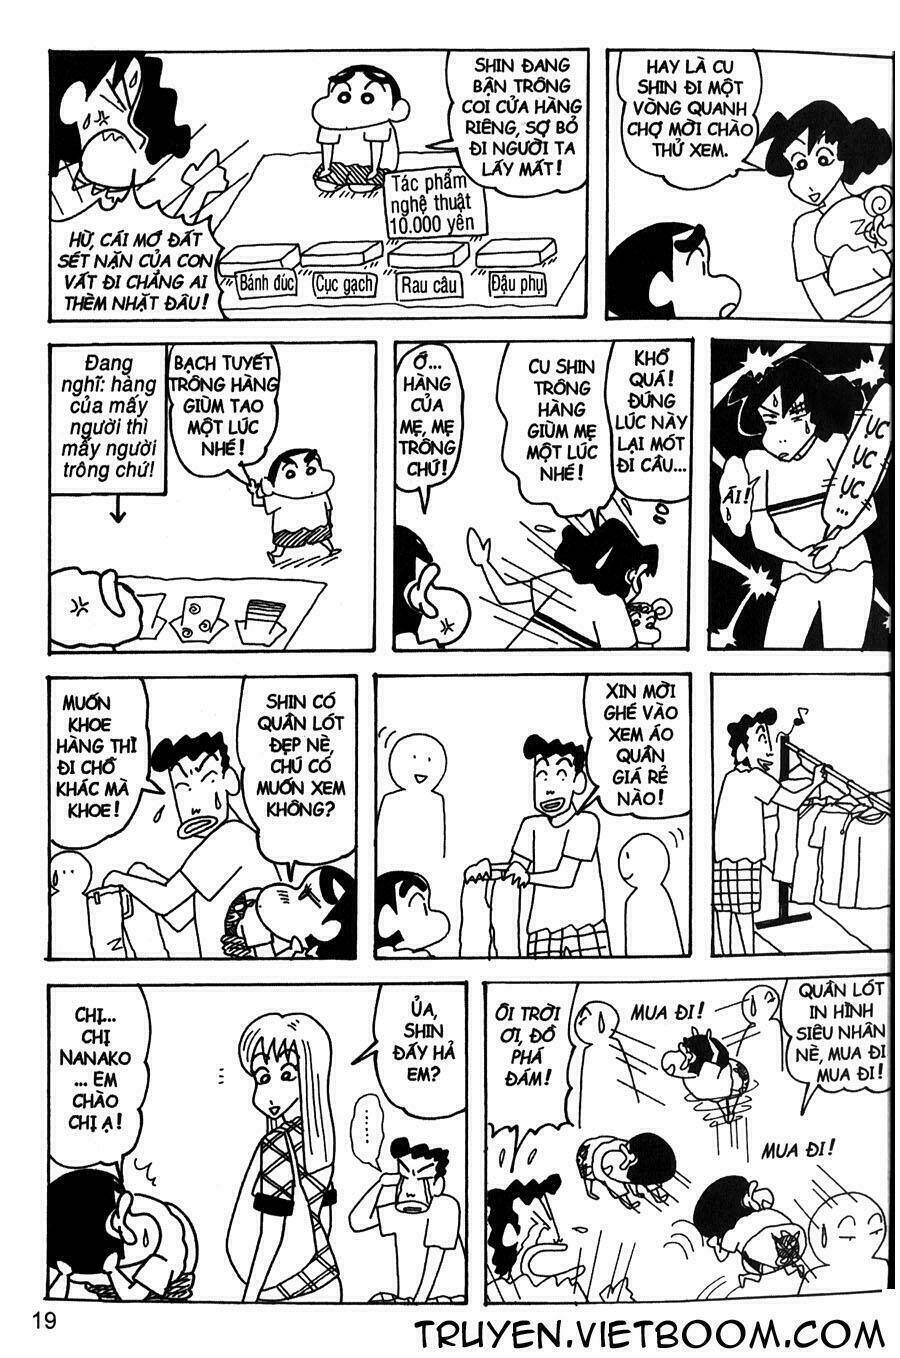 HAY LÀ CU
SHIN ĐI MỘT
VÒNG QUANH
CHỢ MỜI CHÀO
THỬ XEM.
SHIN ĐANG
BẬN TRÔNG
COI CỬA HÀNG
RIÊNG, SỢ BỎ
ĐI NGƯỜI TA
LẤY MẤT!
Tác phẩm
nghệ thuật
10.000 yên
Bánh đúc
Cục gạch
Rau câu
Đậu phụ
HỪ, CÁI MỚ ĐẤT
SÉT NẶN CỦA CON
VẤT ĐI CHẲNG AI
THÈM NHẶT ĐÂU!
ỤC
ỤC
ỤC
...
ÁI!
KHỔ
QUÁ!
ĐÚNG
LÚC NÀY
LẠI MÓT
ĐI CẦU...
CU SHIN
TRÔNG
HÀNG
GIÙM MẸ
MỘT LÚC
NHÉ!
Ớ...
HÀNG
CỦA
MẸ, MẸ
TRÔNG
CHỨ!
BẠCH TUYẾT
TRÔNG HÀNG
GIÙM TAO
MỘT LÚC
NHÉ!
Đang
nghĩ: hàng
của mấy
người thì
mấy người
trông chứ!
XIN MỜI
GHÉ VÀO
XEM ÁO
QUẦN
GIÁ RẺ
NÀO!
SHIN CÓ
QUẦN LÓT
ĐẸP NÈ,
CHÚ CÓ
MUỐN XEM
KHÔNG?
MUỐN
KHOE
HÀNG THÌ
ĐI CHỖ
KHÁC MÀ
KHOE!
QUẦN LÓT
IN HÌNH
SIÊU NHÂN
NÈ, MUA ĐI
MUA ĐI!
MUA ĐI!
MUA ĐI!
ÔI TRỜI
ƠI, ĐỒ
PHÁ
ĐÁM!
ỦA,
SHIN
ĐẤY HẢ
EM?
......
CHỊ...
CHỊ
NANAKO
... EM
CHÀO
CHỊ Ạ!
19
TRUYEN.VIETBOOM.COM